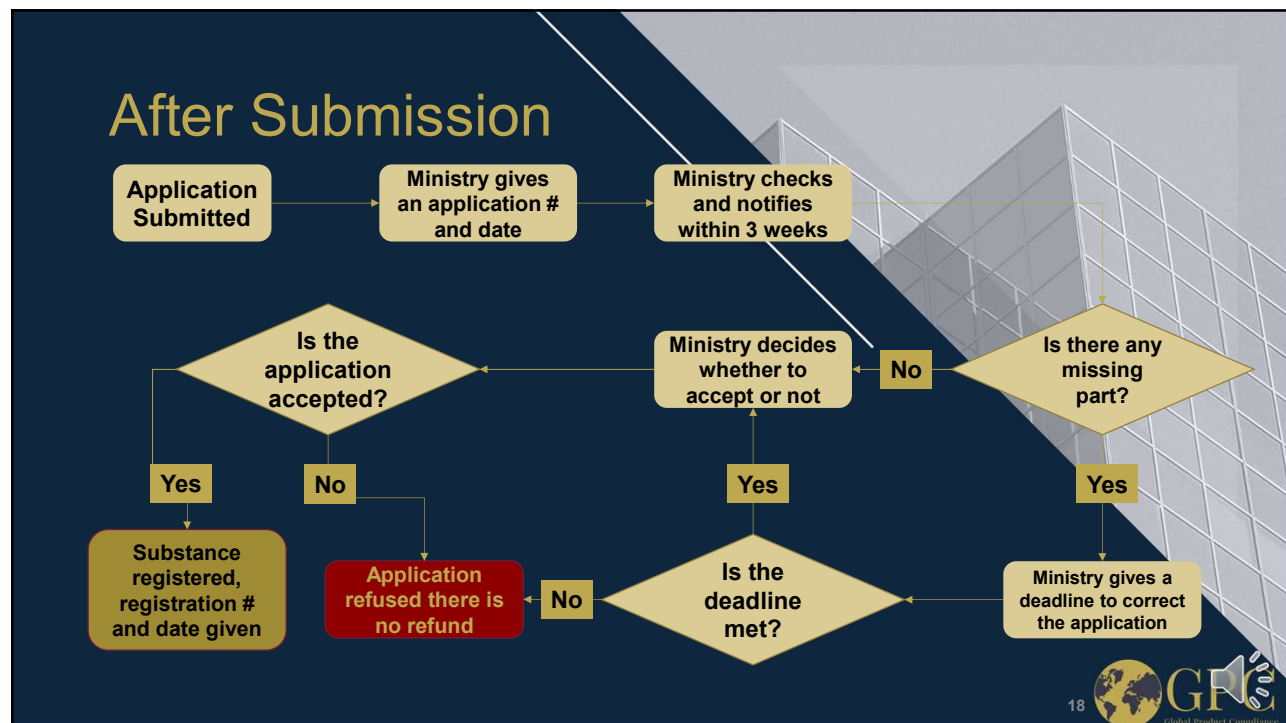 After Submission
Application
Submitted
Ministry gives
an application #
and date
Ministry checks
and notifies
within 3 weeks
Is the
application
accepted?
Ministry decides
whether to
accept or not
No
Is there any
missing
part?
Yes
No
Yes
Yes
Substance
registered,
registration #
and date given
Application
refused there is
no refund
No
Is the
deadline
met?
Ministry gives a
deadline to correct
the application
18
GPC
Global Product Compliance